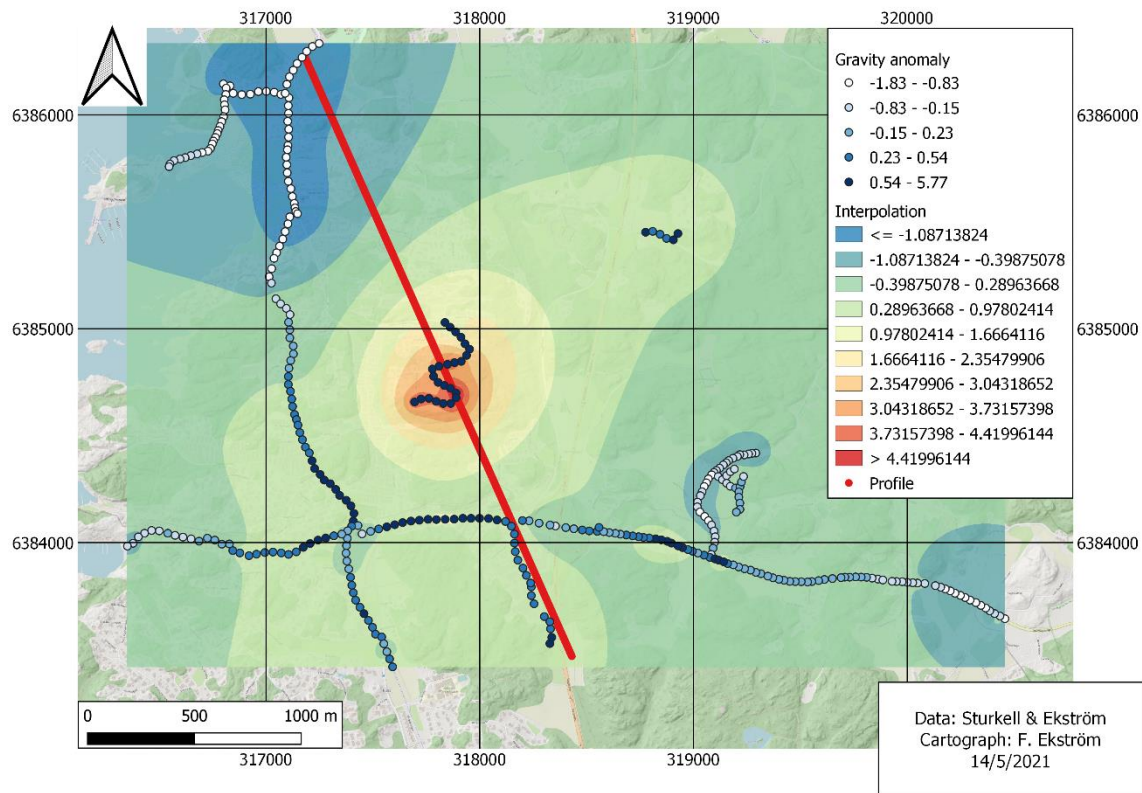 317000 318000 319000 320000
Gravity anomaly
-1.83 - -0.83
-0.83 - -0.15
-0.15 - 0.23
0.23 - 0.54
0.54 - 5.77
Interpolation
<= -1.08713824
-1.08713824 - -0.39875078
-0.39875078 - 0.28963668
0.28963668 - 0.97802414
0.97802414 - 1.6664116
1.6664116 - 2.35479906
2.35479906 - 3.04318652
3.04318652 - 3.73157398
3.73157398 - 4.41996144
> 4.41996144
Profile
6386000 6386000
6385000 6385000
6384000 6384000
0 500 1000 m
317000 318000 319000
Data: Sturkell & Ekström
Cartograph: F. Ekström
14/5/2021